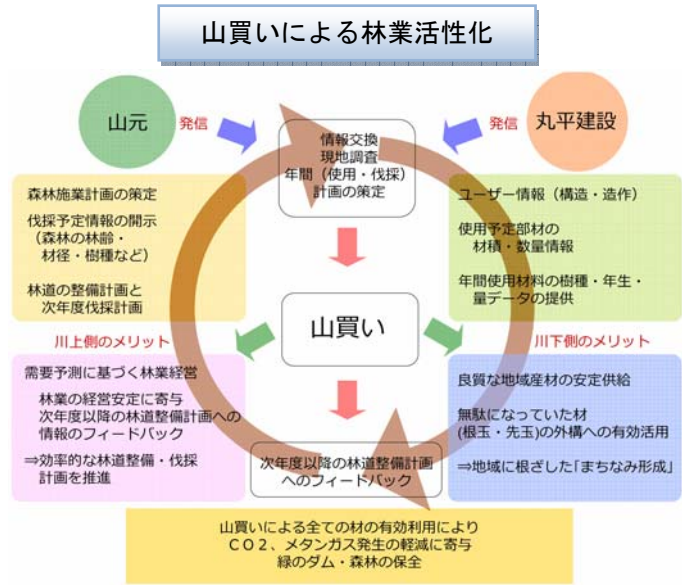 山買いによる林業活性化
山元
発信
情報交換
現地調査
年間（使用・伐採）
計画の策定
発信
丸平建設
森林施業計画の策定
伐採予定情報の開示
（森林の林齢・
材径・樹種など）
林道の整備計画と
次年度伐採計画
ユーザー情報（構造・造作）
使用予定部材の
材積・数量情報
年間使用材料の樹種・年生・
量データの提供
山買い
川上側のメリット
需要予測に基づく林業経営
林業の経営安定に寄与
次年度以降の林道整備計画への
情報のフィードバック
⇒効率的な林道整備・伐採
計画を推進
川下側のメリット
良質な地域産材の安定供給
無駄になっていた材
(根玉・先玉)の外構への有効活用
⇒地域に根ざした「まちなみ形成」
次年度以降の林道整備計画
へのフィードバック
山買いによる全ての材の有効利用により
ＣＯ２、メタンガス発生の軽減に寄与
緑のダム・森林の保全